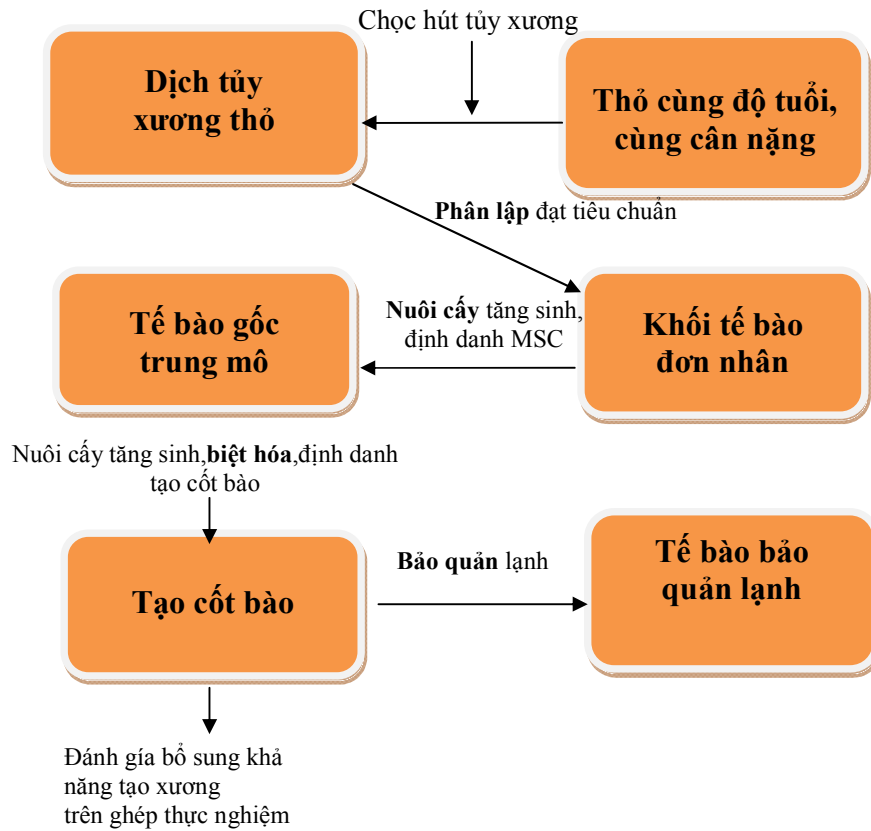 Chọc hút tủy xương
Dịch tủy
xương thỏ
Thỏ cùng độ tuổi,
cùng cân nặng
Phân lập đạt tiêu chuẩn
Tế bào gốc
trung mô
Nuôi cấy tăng sinh,
định danh MSC
Khối tế bào
đơn nhân
Nuôi cấy tăng sinh,biệt hóa,định danh
tạo cốt bào
Tạo cốt bào
Bảo quản lạnh
Tế bào bảo
quản lạnh
Đánh gía bổ sung khả
năng tạo xương
trên ghép thực nghiệm